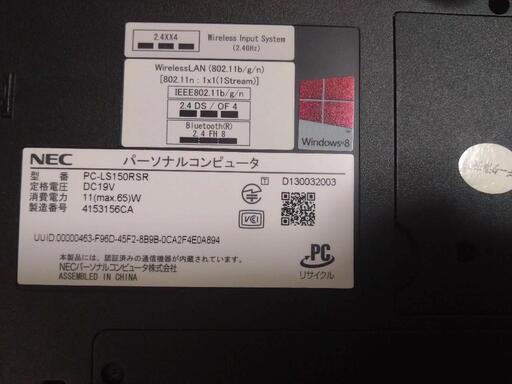 2.4XX4
Wireless Input System
(2.4GHz)
WirelessLAN (802.11b/g/n)
[802.11n : 1x1(1Stream)]
IEEE802.11b/g/n
2.4 DS / OF 4
Bluetooth(R)
2.4 FH 8
Windows 8
NEC パーソナルコンピュータ
型 番 PC-LS150RSR
定格電圧 DC19V
消費電力 11(max.65)W
製造番号 4153156CA
D130032003
VCI
UUID:00000463-F96D-45F2-8B9B-0CA2F4E0A894
本製品には、認証済みの通信機器が内蔵されています。
NECパーソナルコンピュータ株式会社
ASSEMBLED IN CHINA
PC
リサイクル